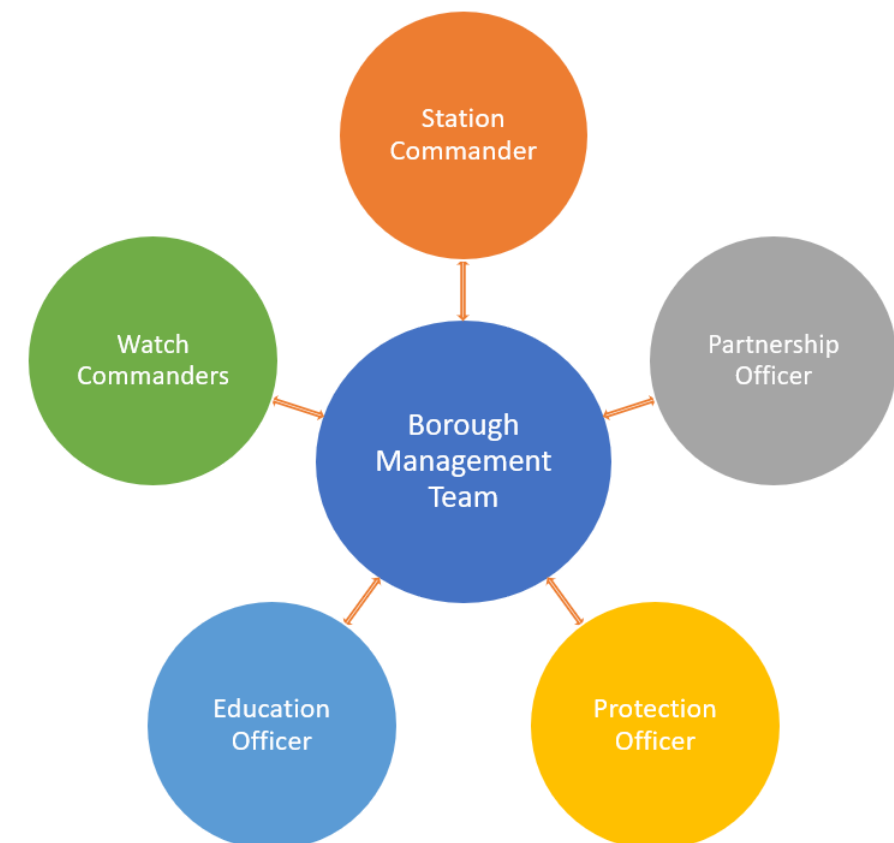 Station
Commander
Watch
Commanders
Partnership
Officer
Borough
Management
Team
Education
Officer
Protection
Officer